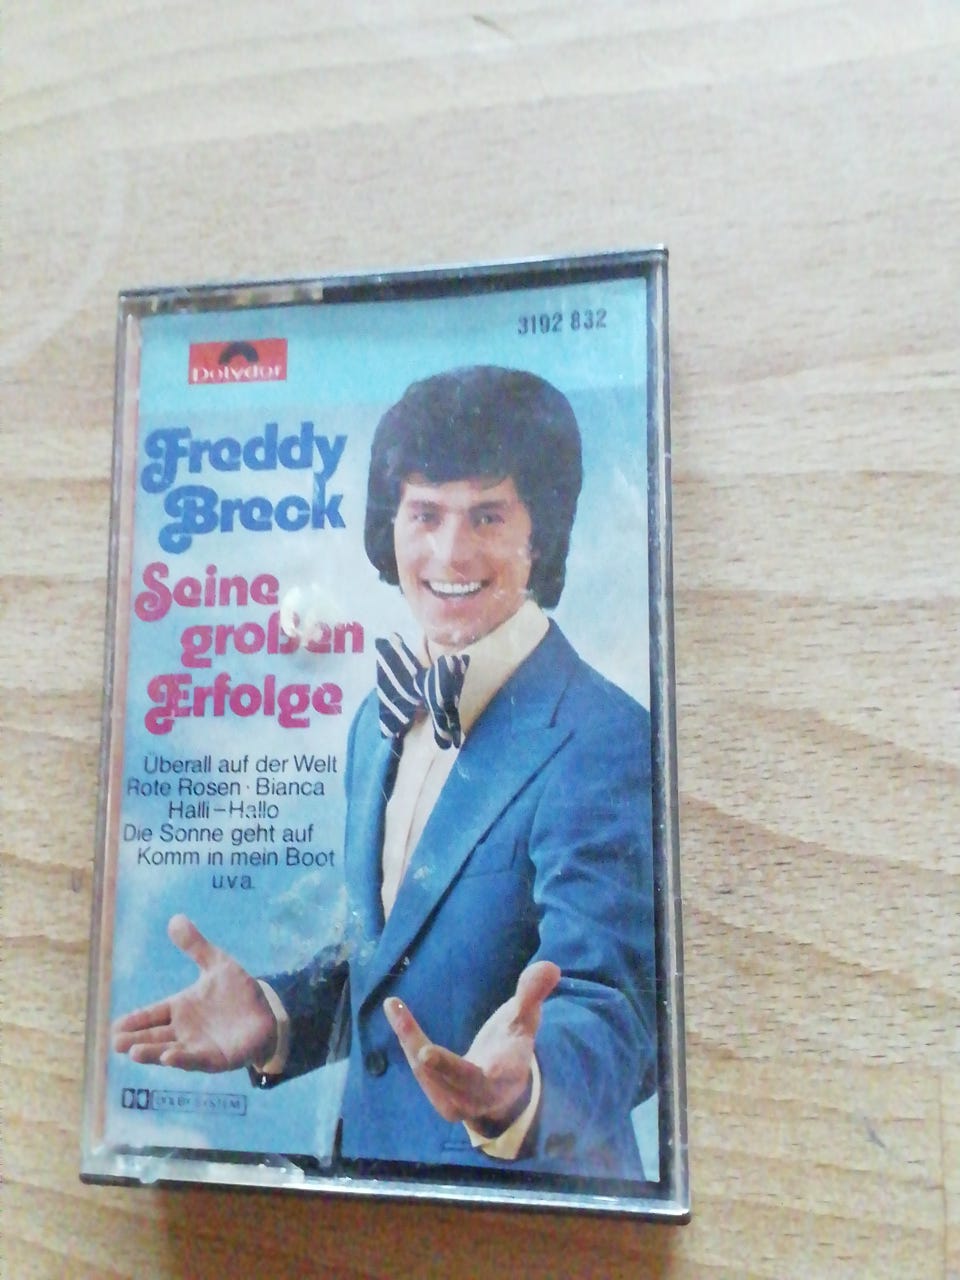 3192 832
Polydor
Freddy
Breck
Seine
großen
Erfolge
Überall auf der Welt
Rote Rosen · Bianca
Halli-Hallo
Die Sonne geht auf
Komm in mein Boot
u.v.a.
DOLBY SYSTEM